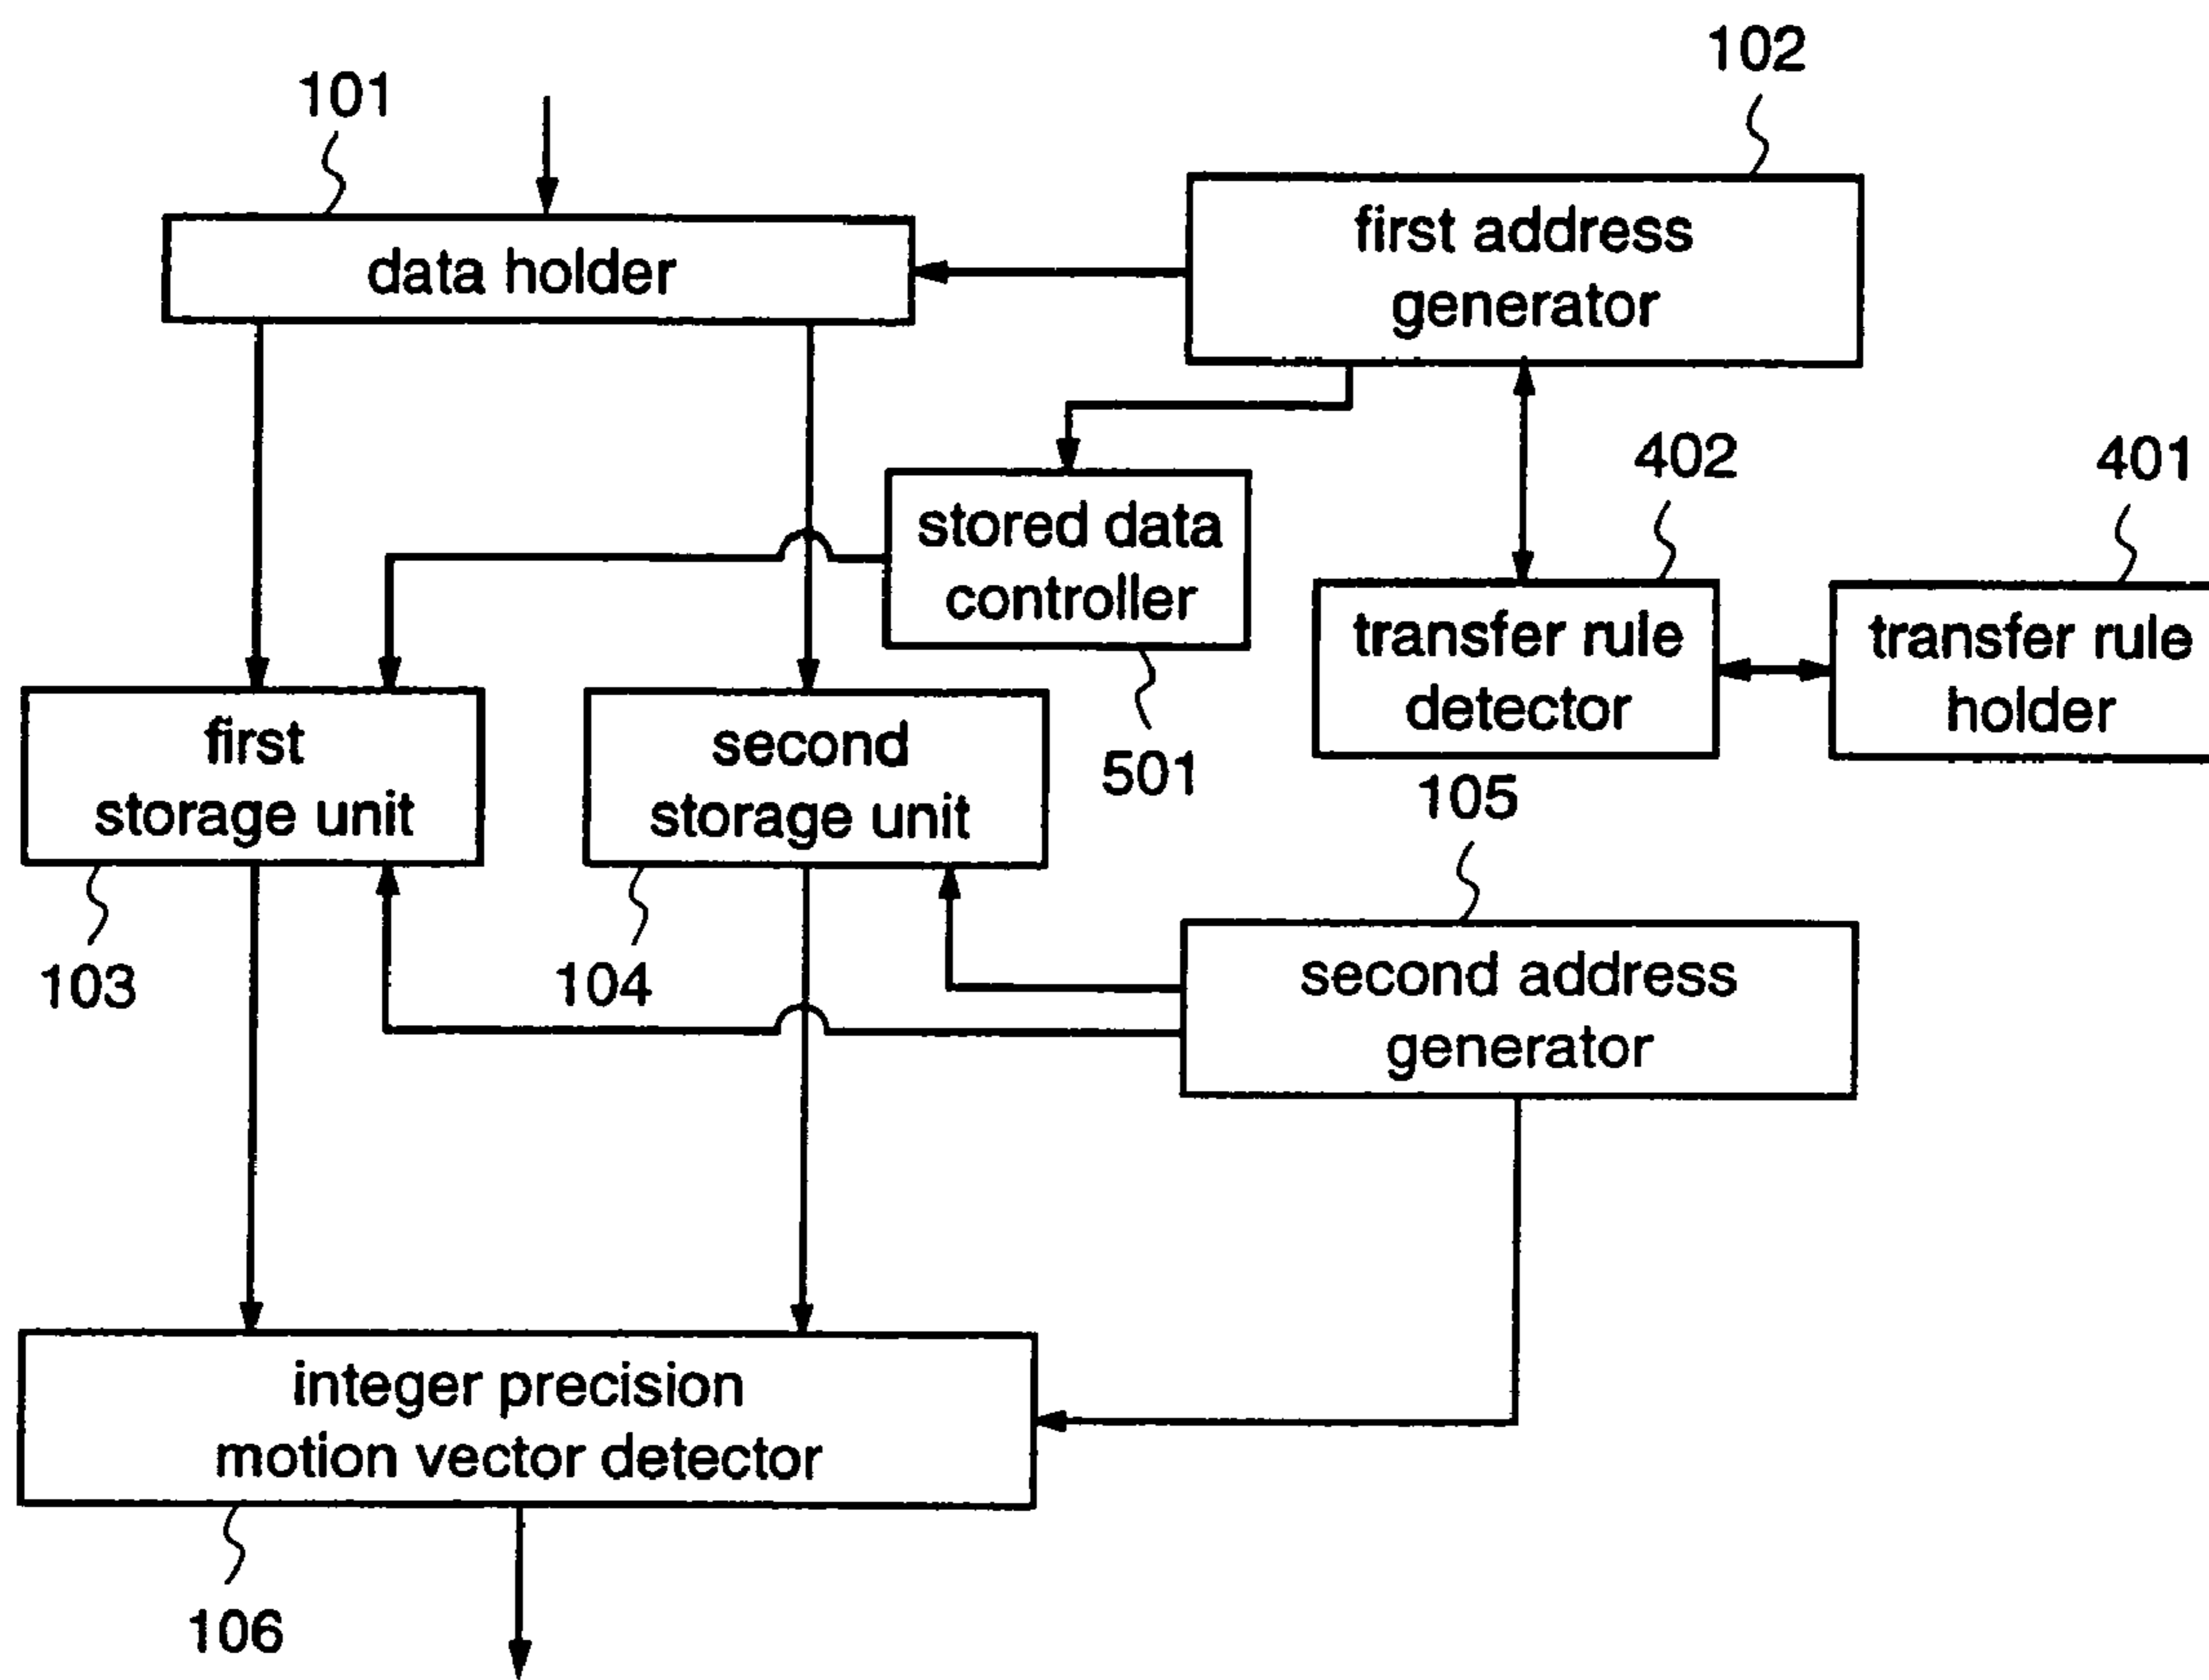 102
101
first address
generator
data holder
402
401
stored data
controller
transfer rule
detector
transfer rule
holder
first
storage unit
second
storage unit
501
105
103
104
second address
generator
integer precision
motion vector detector
106